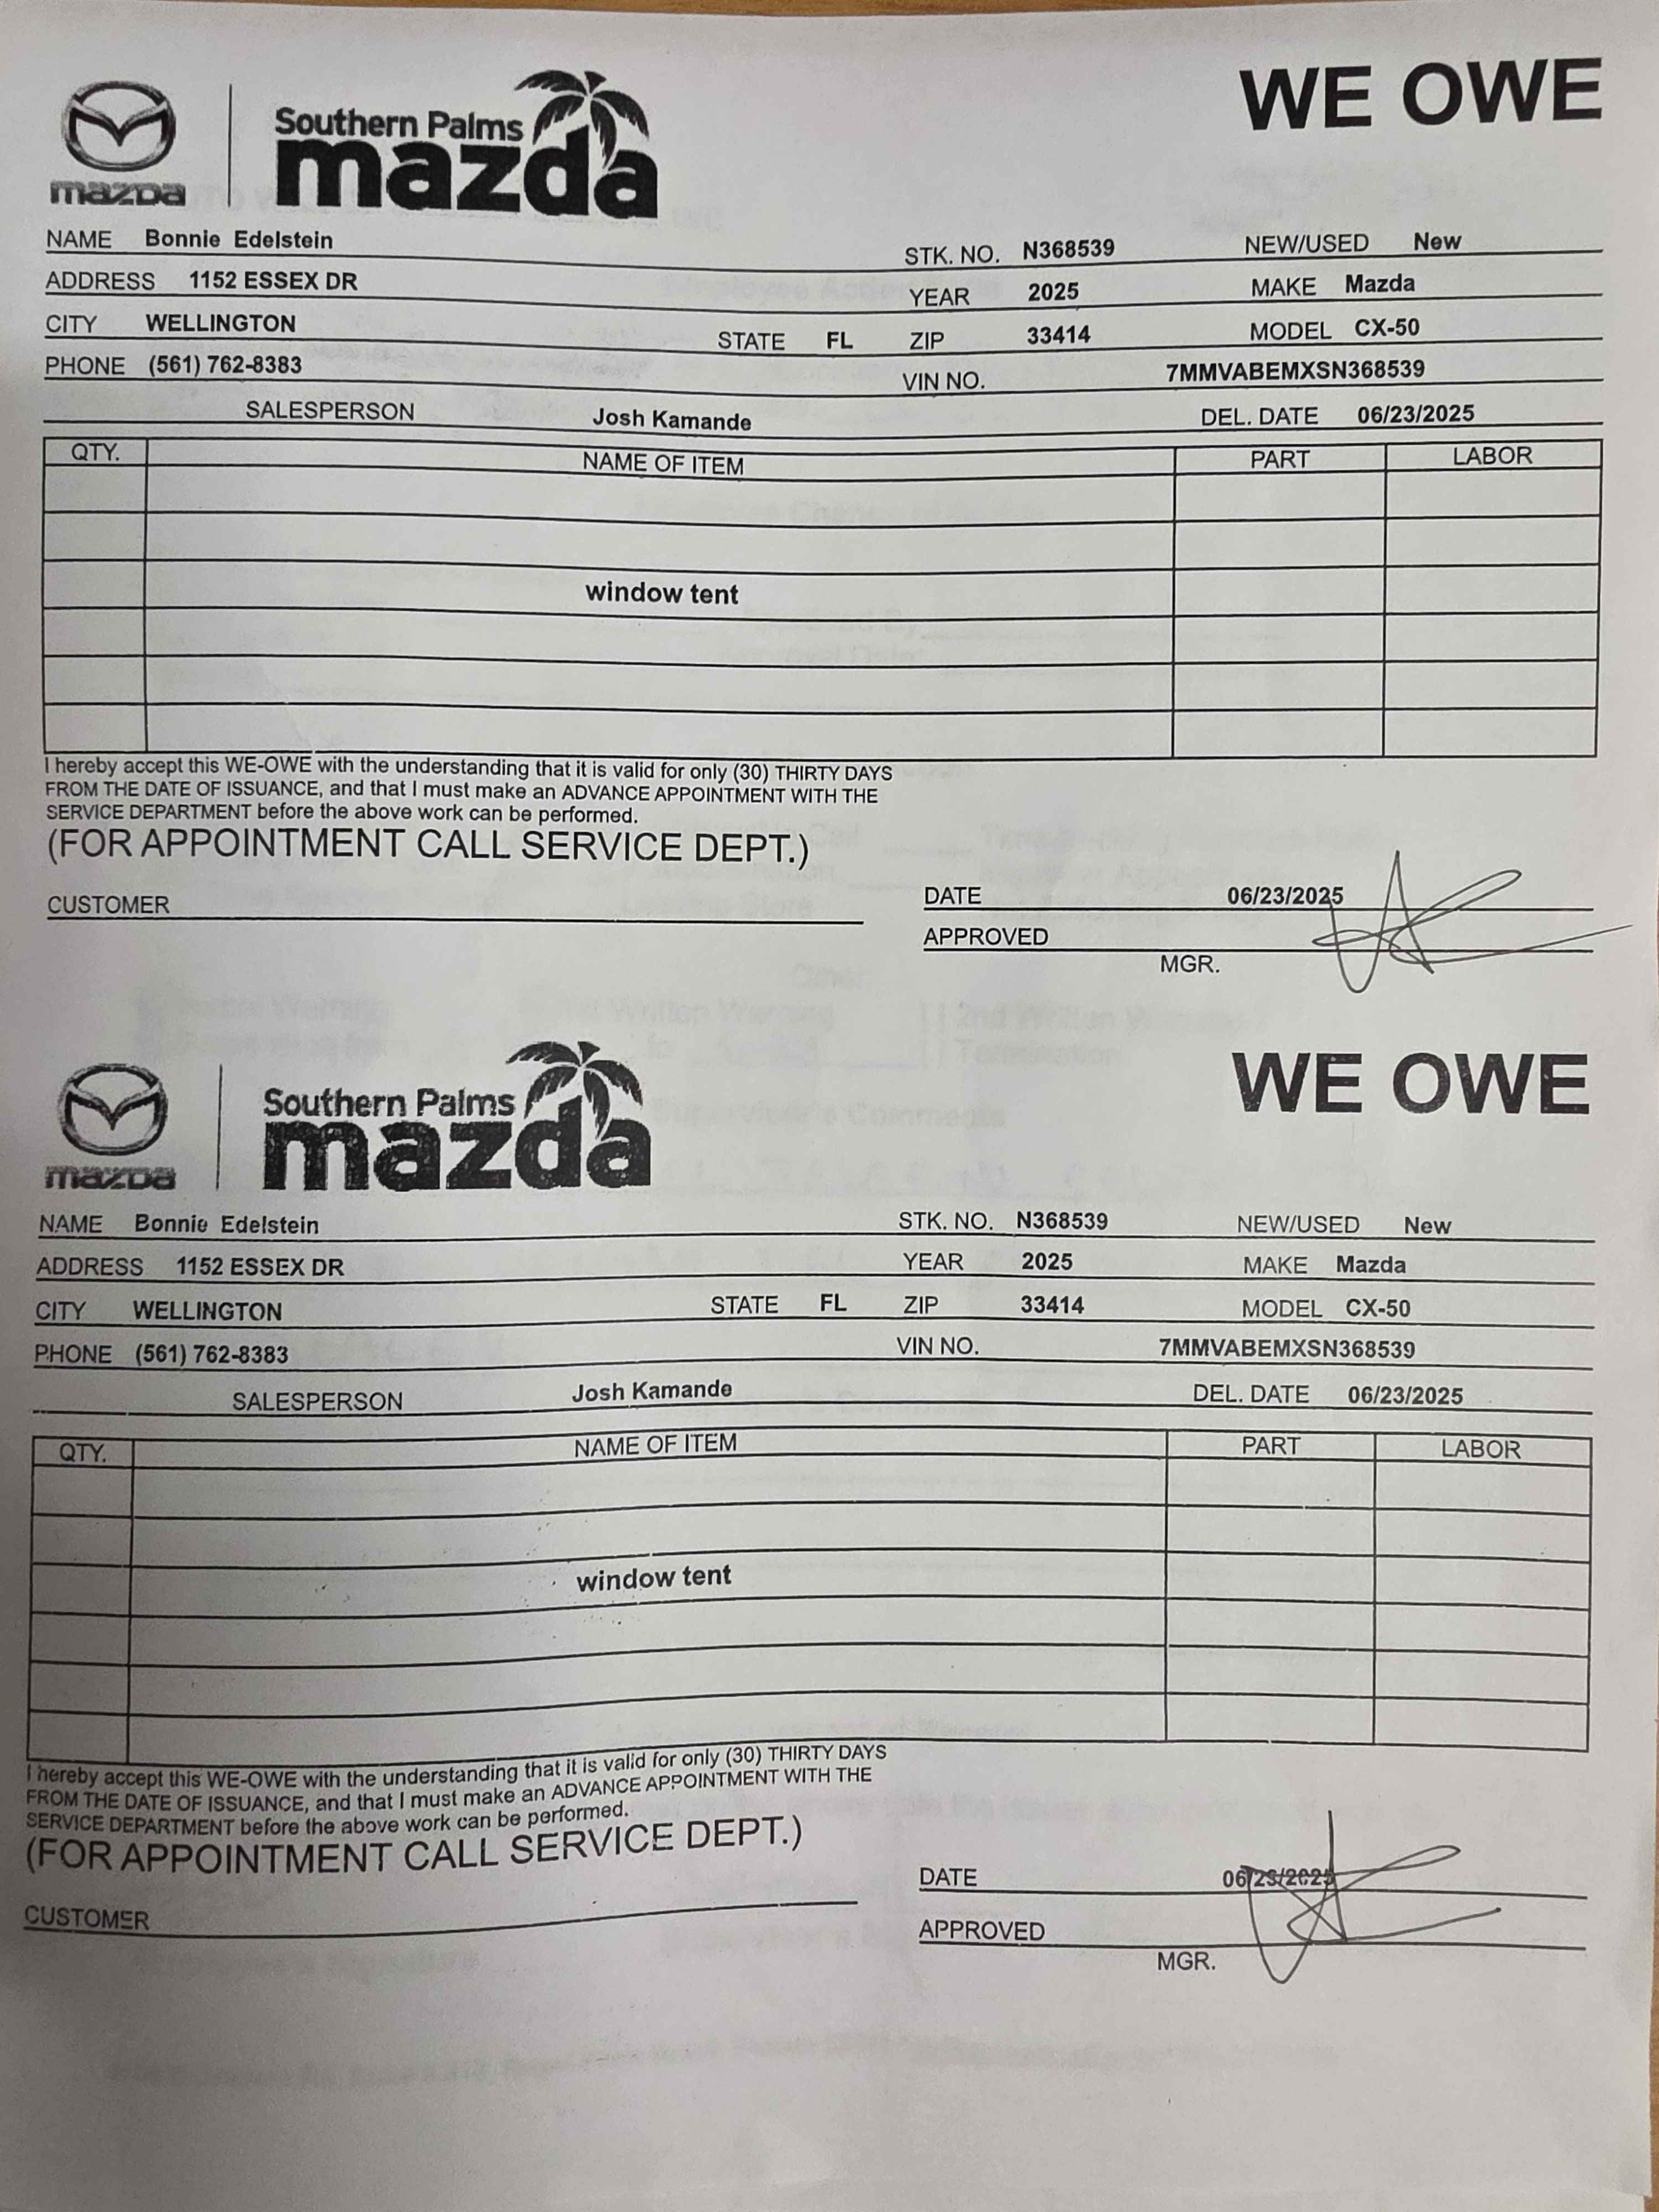 WE OWE
mazda
Southern Palms
mazda
NAME Bonnie Edelstein STK. NO. N368539 NEW/USED New
ADDRESS 1152 ESSEX DR YEAR 2025 MAKE Mazda
CITY WELLINGTON STATE FL ZIP 33414 MODEL CX-50
PHONE (561) 762-8383 VIN NO. 7MMVABEMXSN368539
SALESPERSON Josh Kamande DEL. DATE 06/23/2025
QTY. NAME OF ITEM PART LABOR
window tent
I hereby accept this WE-OWE with the understanding that it is valid for only (30) THIRTY DAYS
FROM THE DATE OF ISSUANCE, and that I must make an ADVANCE APPOINTMENT WITH THE
SERVICE DEPARTMENT before the above work can be performed.
(FOR APPOINTMENT CALL SERVICE DEPT.)
CUSTOMER DATE 06/23/2025
APPROVED
MGR.
WE OWE
mazda
Southern Palms
mazda
NAME Bonnie Edelstein STK. NO. N368539 NEW/USED New
ADDRESS 1152 ESSEX DR YEAR 2025 MAKE Mazda
CITY WELLINGTON STATE FL ZIP 33414 MODEL CX-50
PHONE (561) 762-8383 VIN NO. 7MMVABEMXSN368539
SALESPERSON Josh Kamande DEL. DATE 06/23/2025
QTY. NAME OF ITEM PART LABOR
window tent
I hereby accept this WE-OWE with the understanding that it is valid for only (30) THIRTY DAYS
FROM THE DATE OF ISSUANCE, and that I must make an ADVANCE APPOINTMENT WITH THE
SERVICE DEPARTMENT before the above work can be performed.
(FOR APPOINTMENT CALL SERVICE DEPT.)
CUSTOMER DATE 06/23/2025
APPROVED
MGR.